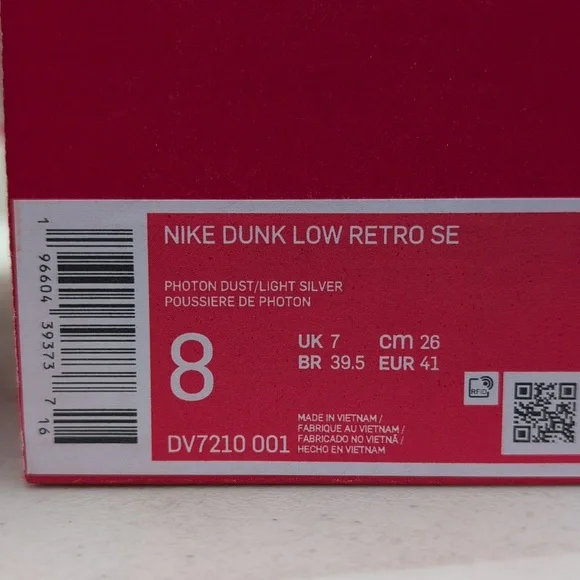 NIKE DUNK LOW RETRO SE
PHOTON DUST/LIGHT SILVER
POUSSIERE DE PHOTON
8
UK 7 cm 26
BR 39.5 EUR 41
DV7210 001
MADE IN VIETNAM /
FABRIQUE AU VIETNAM /
FABRICADO NO VIETNÃ /
HECHO EN VIETNAM
RFID
1 96604 39373 7 16